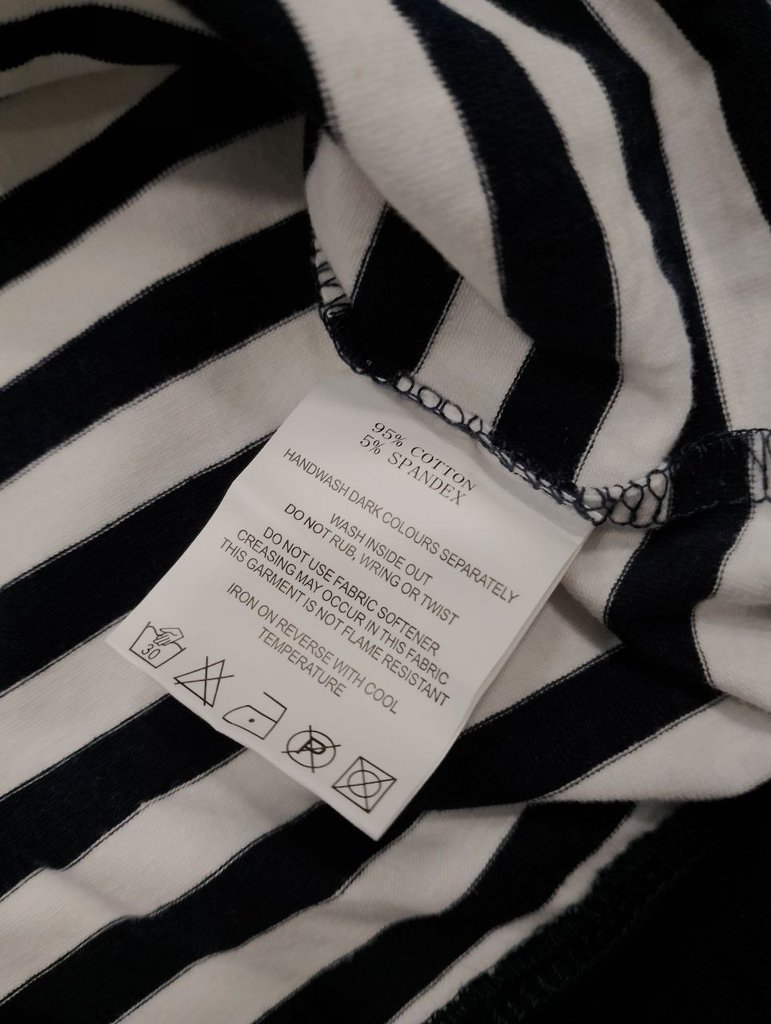 95% COTTON
5% SPANDEX
HANDWASH DARK COLOURS SEPARATELY
WASH INSIDE OUT
DO NOT RUB, WRING OR TWIST
DO NOT USE FABRIC SOFTENER
CREASING MAY OCCUR IN THIS FABRIC
THIS GARMENT IS NOT FLAME RESISTANT
IRON ON REVERSE WITH COOL
TEMPERATURE
30 P